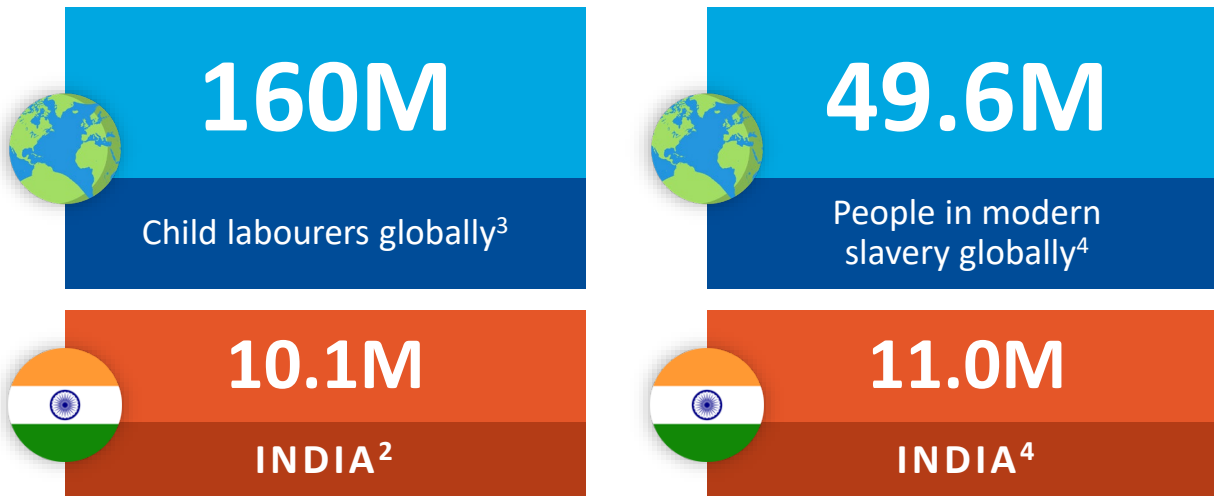 160M
Child labourers globally³
10.1M
INDIA²
49.6M
People in modern
slavery globally⁴
11.0M
INDIA⁴